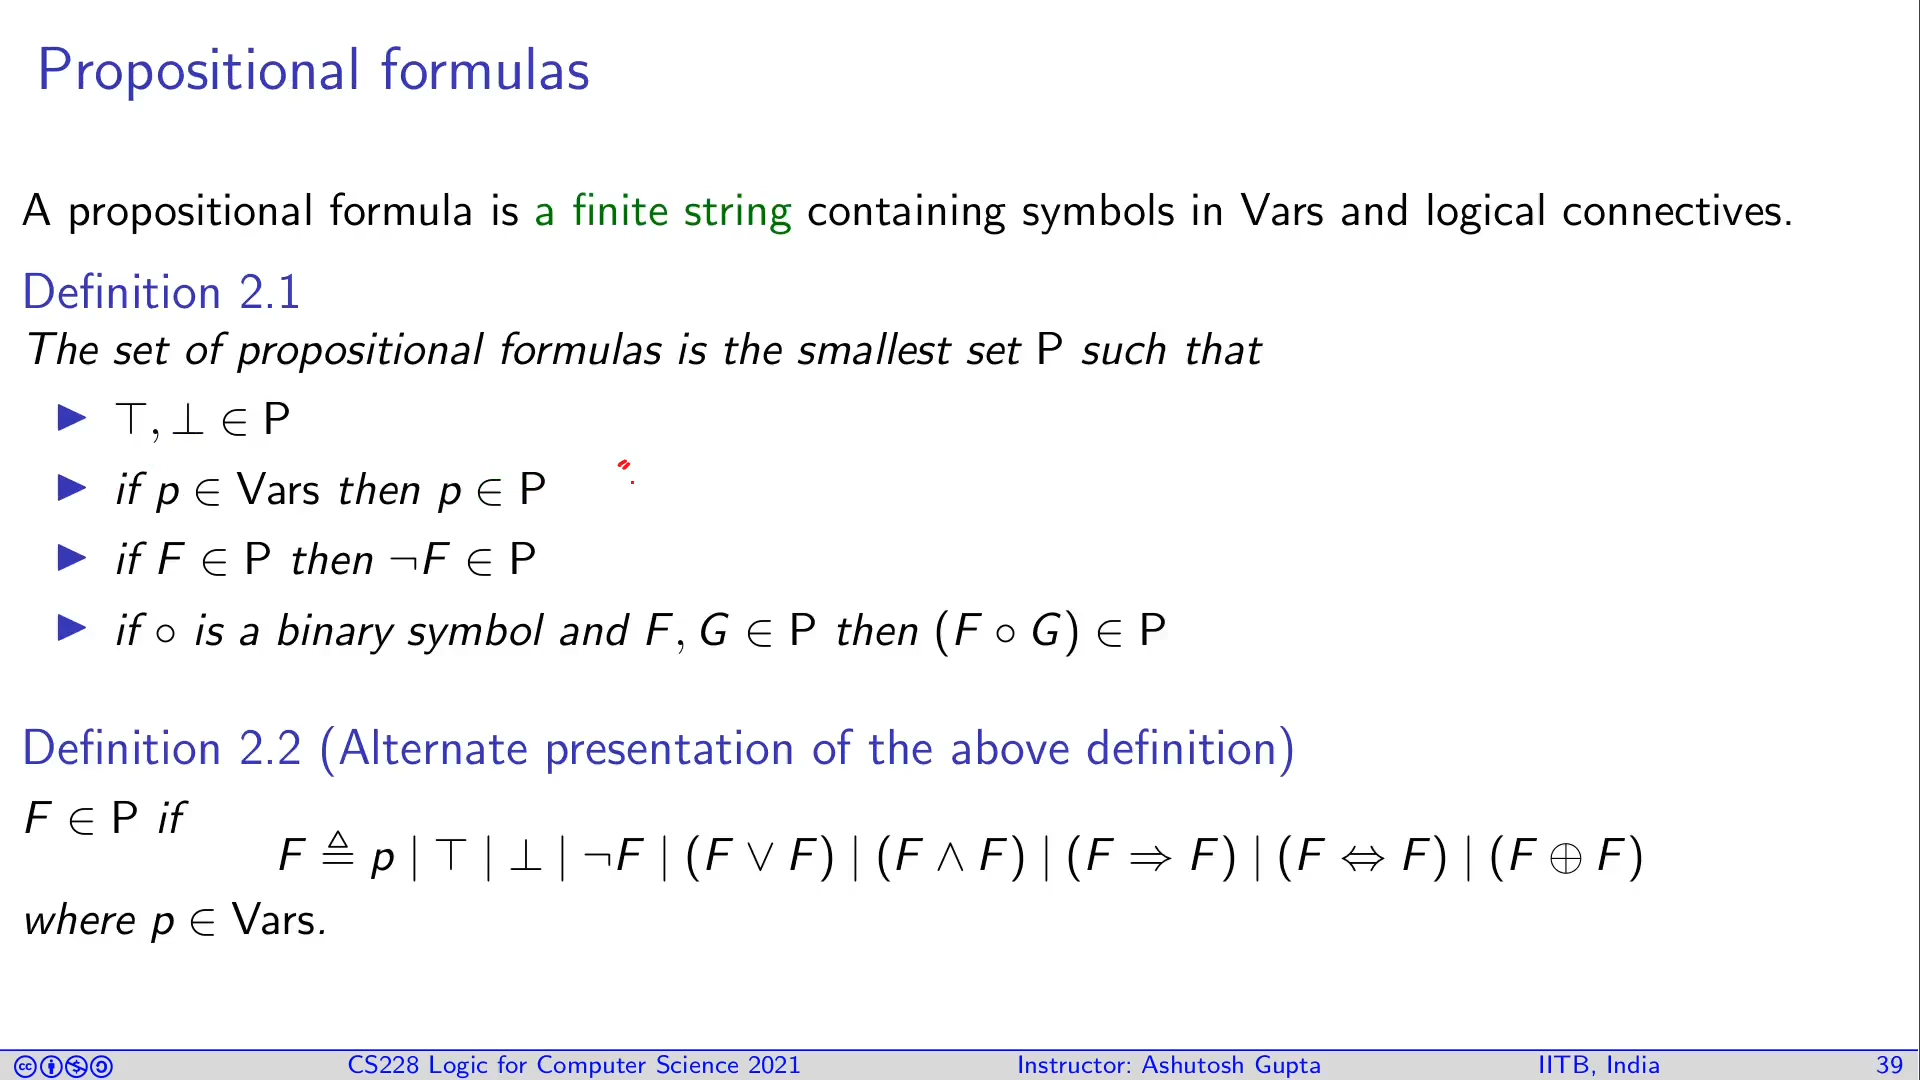 Propositional formulas
A propositional formula is a finite string containing symbols in Vars and logical connectives.
Definition 2.1
The set of propositional formulas is the smallest set P such that
▶ ⊤, ⊥ ∈ P
▶ if p ∈ Vars then p ∈ P
▶ if F ∈ P then ¬F ∈ P
▶ if ∘ is a binary symbol and F, G ∈ P then (F ∘ G) ∈ P
Definition 2.2 (Alternate presentation of the above definition)
F ∈ P if
F ≜ p | ⊤ | ⊥ | ¬F | (F ∨ F) | (F ∧ F) | (F ⇒ F) | (F ⇔ F) | (F ⊕ F)
where p ∈ Vars.
CS228 Logic for Computer Science 2021 Instructor: Ashutosh Gupta IITB, India 39